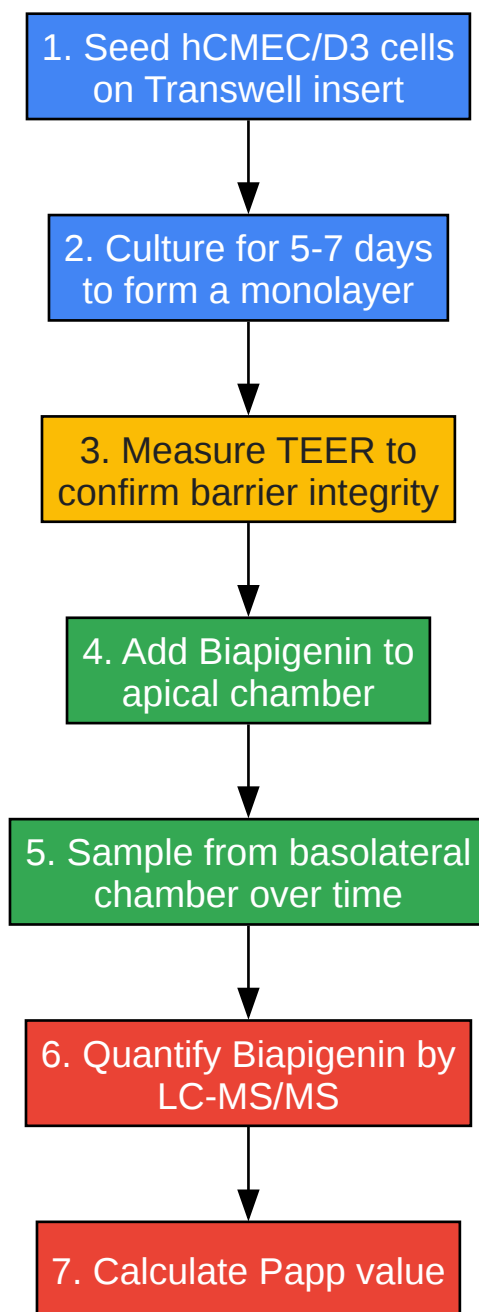 1. Seed hCMEC/D3 cells
on Transwell insert
2. Culture for 5-7 days
to form a monolayer
3. Measure TEER to
confirm barrier integrity
4. Add Biapigenin to
apical chamber
5. Sample from basolateral
chamber over time
6. Quantify Biapigenin by
LC-MS/MS
7. Calculate Papp value